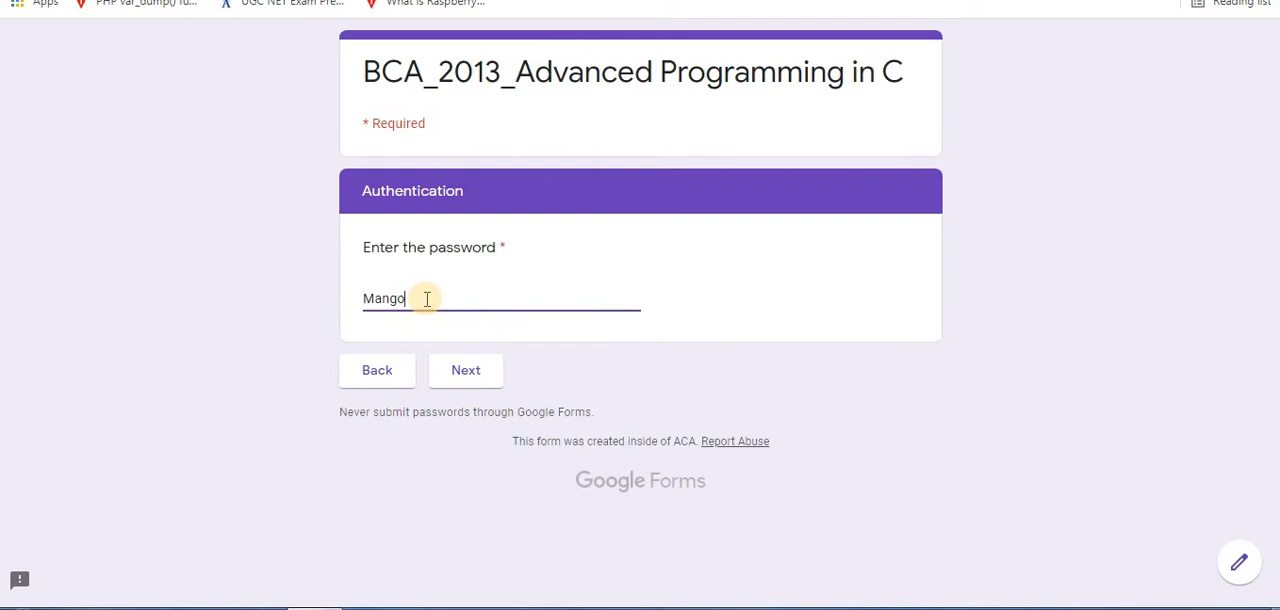 Apps PHP var_dump() fu... UGC NET Exam Pre... What is Raspberry... Reading list
BCA_2013_Advanced Programming in C
* Required
Authentication
Enter the password *
Mango
Back Next
Never submit passwords through Google Forms.
This form was created inside of ACA. Report Abuse
Google Forms